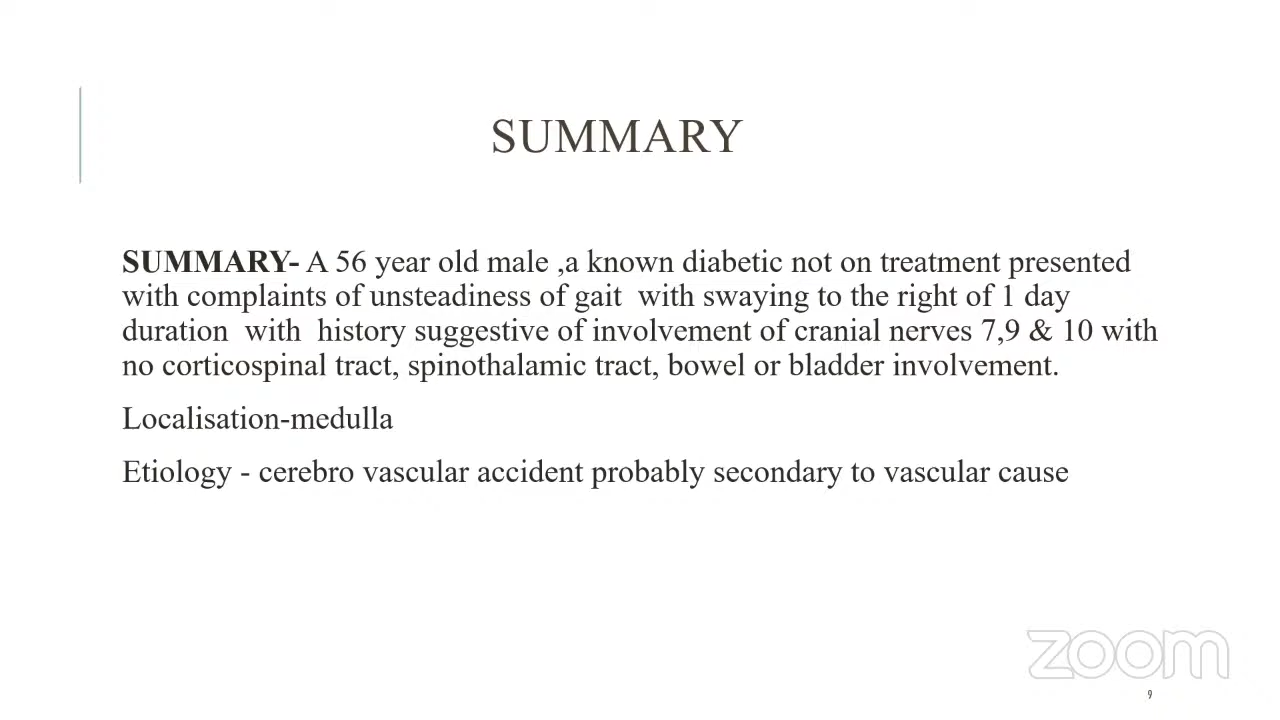 SUMMARY
SUMMARY- A 56 year old male ,a known diabetic not on treatment presented
with complaints of unsteadiness of gait with swaying to the right of 1 day
duration with history suggestive of involvement of cranial nerves 7,9 & 10 with
no corticospinal tract, spinothalamic tract, bowel or bladder involvement.
Localisation-medulla
Etiology - cerebro vascular accident probably secondary to vascular cause
zoom
9